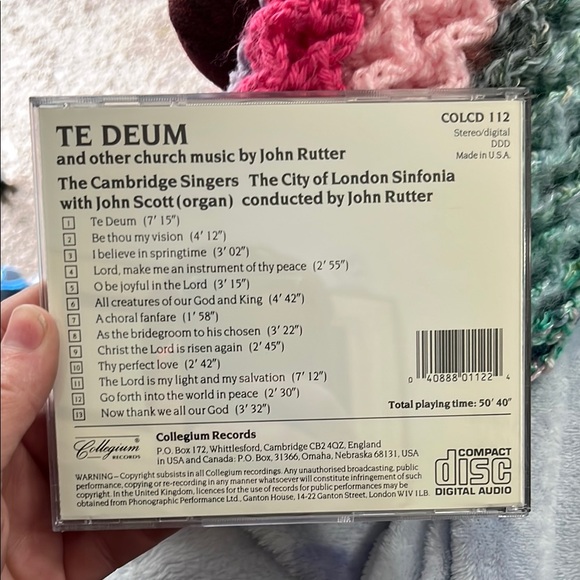 TE DEUM
and other church music by John Rutter
COLCD 112
Stereo/digital
DDD
Made in U.S.A.
The Cambridge Singers The City of London Sinfonia
with John Scott (organ) conducted by John Rutter
1 Te Deum (7' 15")
2 Be thou my vision (4' 12")
3 I believe in springtime (3' 02")
4 Lord, make me an instrument of thy peace (2' 55")
5 O be joyful in the Lord (3' 15")
6 All creatures of our God and King (4' 42")
7 A choral fanfare (1' 58")
8 As the bridegroom to his chosen (3' 22")
9 Christ the Lord is risen again (2' 45")
10 Thy perfect love (2' 42")
11 The Lord is my light and my salvation (7' 12")
12 Go forth into the world in peace (2' 30")
13 Now thank we all our God (3' 32")
0 40888 01122 4
Total playing time: 50' 40"
Collegium
RECORDS
Collegium Records
P.O. Box 172, Whittlesford, Cambridge CB2 4QZ, England
in USA and Canada: P.O. Box, 31366, Omaha, Nebraska 68131, USA
WARNING – Copyright subsists in all Collegium recordings. Any unauthorised broadcasting, public
performance, copying or re-recording in any manner whatsoever will constitute infringement of such
copyright. In the United Kingdom, licences for the use of records for public performances may be
obtained from Phonographic Performance Ltd., Ganton House, 14-22 Ganton Street, London W1V 1LB.
COMPACT
disc
DIGITAL AUDIO